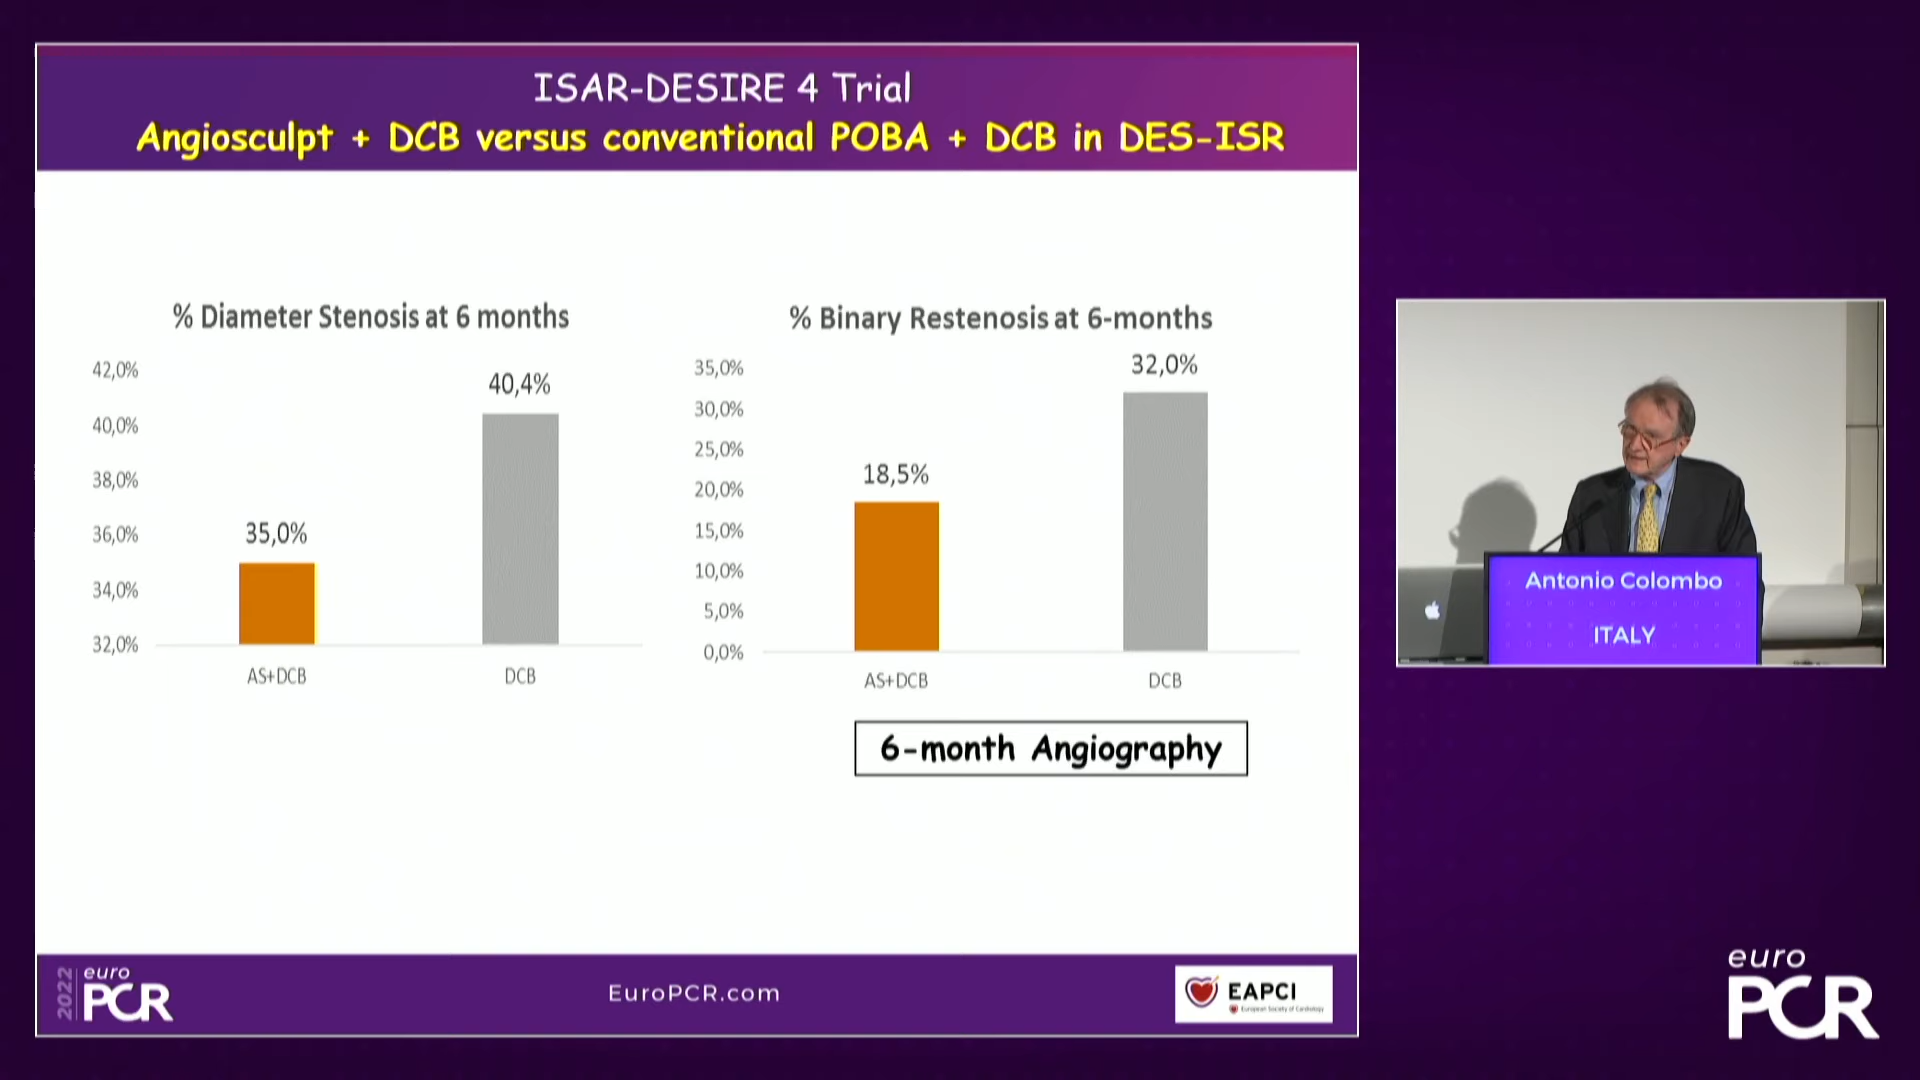 ISAR-DESIRE 4 Trial
Angiosculpt + DCB versus conventional POBA + DCB in DES-ISR
% Diameter Stenosis at 6 months
42,0%
40,0%
38,0%
36,0%
34,0%
32,0%
35,0%
40,4%
AS+DCB
DCB
% Binary Restenosis at 6-months
35,0%
30,0%
25,0%
20,0%
15,0%
10,0%
5,0%
0,0%
18,5%
32,0%
AS+DCB
DCB
6-month Angiography
2022
euro
PCR
EuroPCR.com
EAPCI
European Society of Cardiology
Antonio Colombo
ITALY
euro
PCR